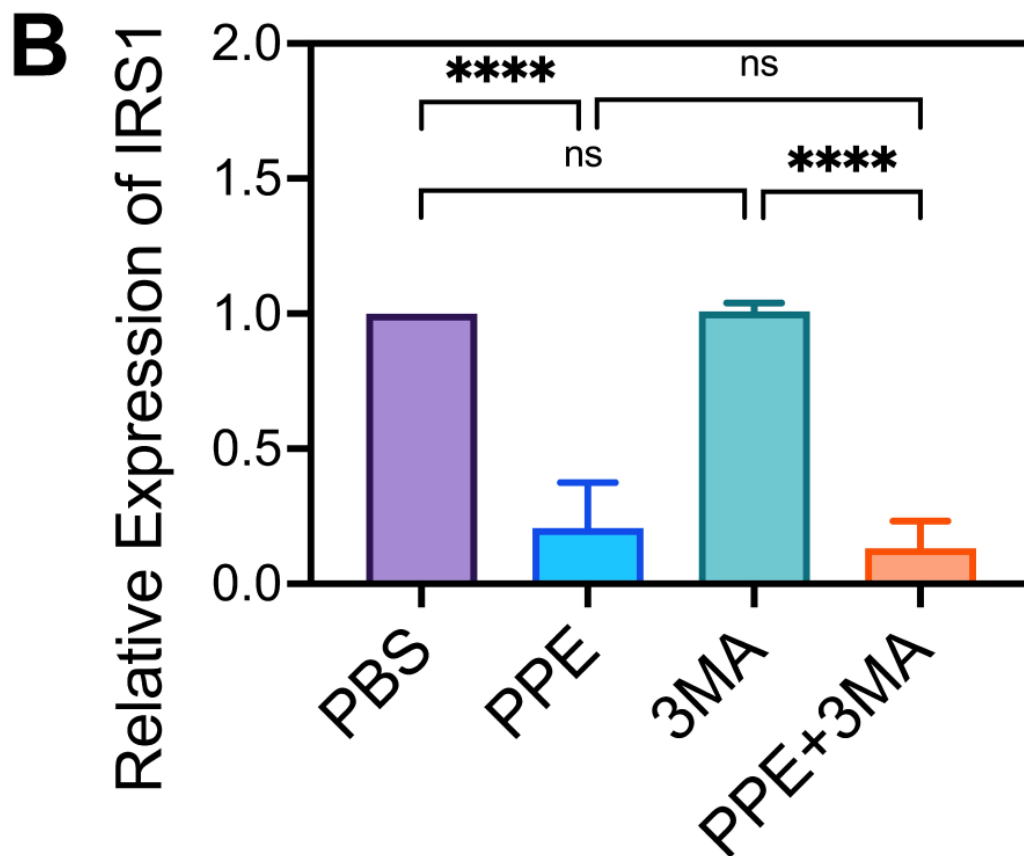 B
Relative Expression of IRS1
2.0
1.5
1.0
0.5
0.0
****
ns
ns
****
PBS
PPE
3MA
PPE+3MA